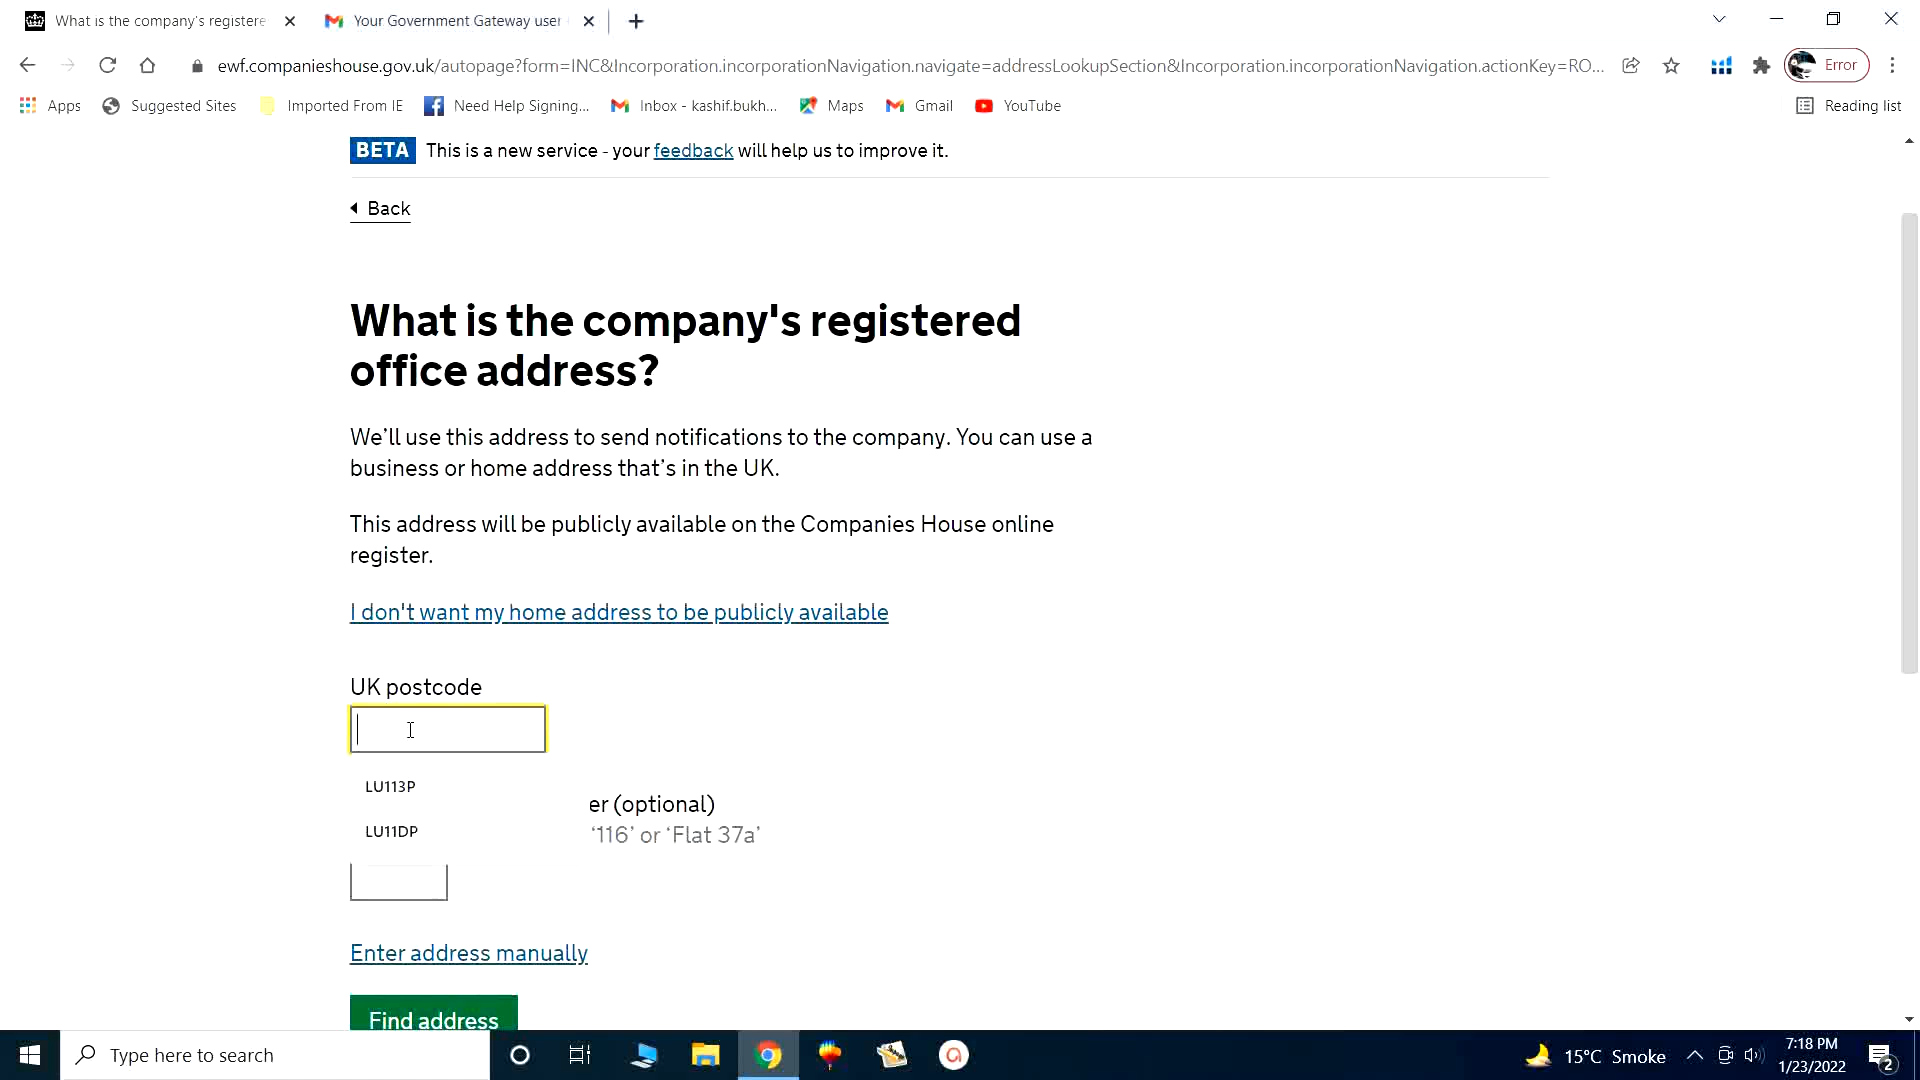 What is the company's registere
Your Government Gateway user
ewf.companieshouse.gov.uk/autopage?form=INC&Incorporation.incorporationNavigation.navigate=addressLookupSection&Incorporation.incorporationNavigation.actionKey=RO...
Error
Apps
Suggested Sites
Imported From IE
Need Help Signing...
Inbox - kashif.bukh...
Maps
Gmail
YouTube
Reading list
BETA This is a new service - your feedback will help us to improve it.
Back
What is the company's registered
office address?
We'll use this address to send notifications to the company. You can use a
business or home address that's in the UK.
This address will be publicly available on the Companies House online
register.
I don't want my home address to be publicly available
UK postcode
LU113P
er (optional)
LU11DP
‘116’ or ‘Flat 37a’
Enter address manually
Find address
Type here to search
15°C Smoke
7:18 PM
1/23/2022
2